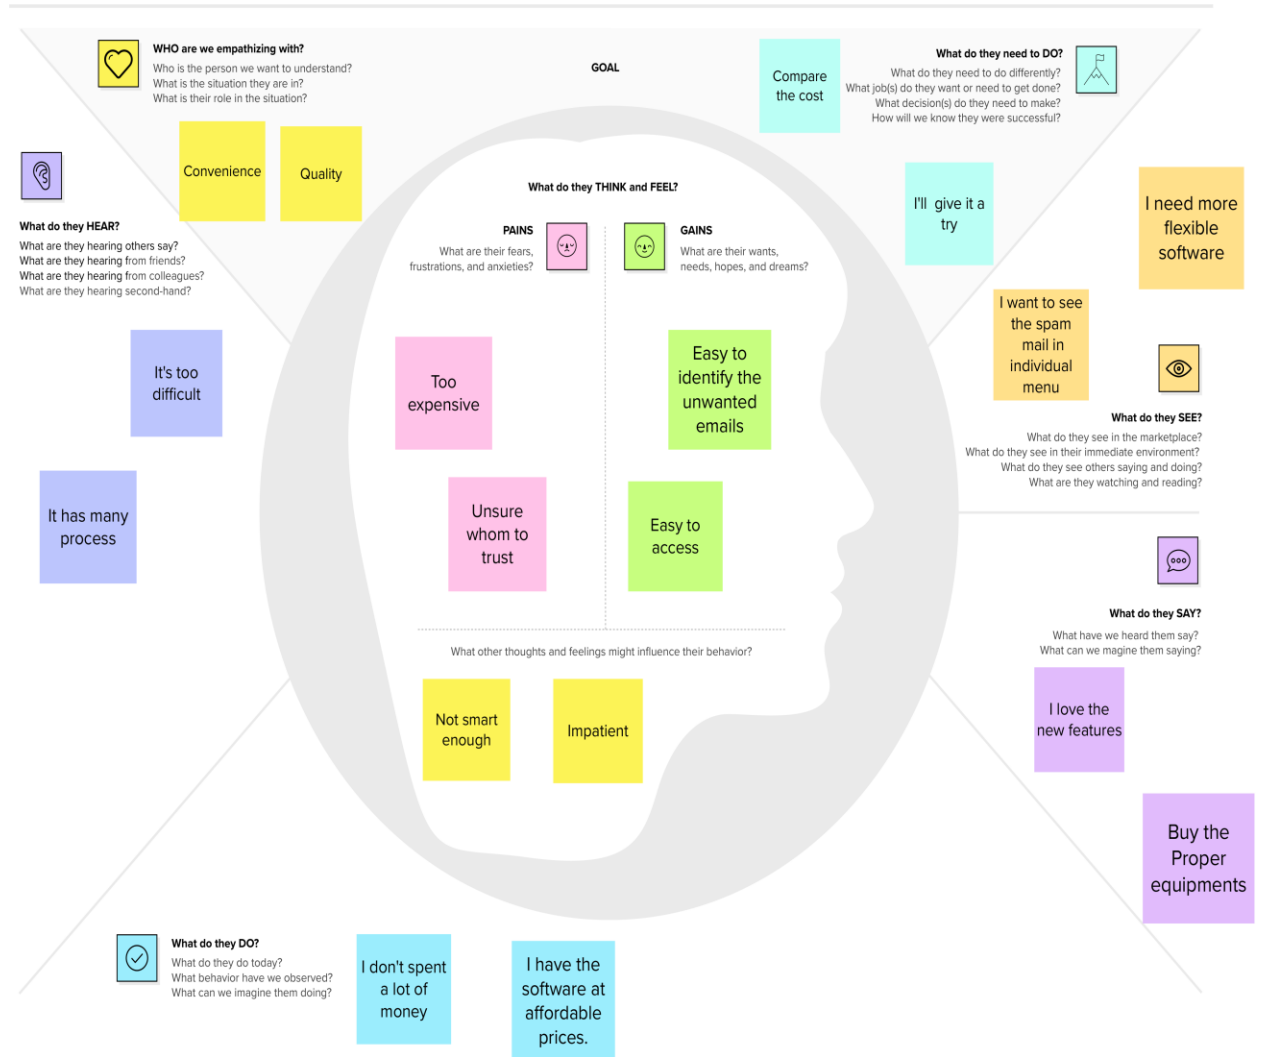 WHO are we empathizing with?
Who is the person we want to understand?
What is the situation they are in?
What is their role in the situation?
Convenience
Quality
GOAL
Compare
the cost
What do they need to DO?
What do they need to do differently?
What job(s) do they want or need to get done?
What decision(s) do they need to make?
How will we know they were successful?
I'll give it a
try
What do they HEAR?
What are they hearing others say?
What are they hearing from friends?
What are they hearing from colleagues?
What are they hearing second-hand?
It's too
difficult
It has many
process
What do they THINK and FEEL?
PAINS
What are their fears,
frustrations, and anxieties?
GAINS
What are their wants,
needs, hopes, and dreams?
Too
expensive
Unsure
whom to
trust
Easy to
identify the
unwanted
emails
Easy to
access
What other thoughts and feelings might influence their behavior?
Not smart
enough
Impatient
I need more
flexible
software
I want to see
the spam
mail in
individual
menu
What do they SEE?
What do they see in the marketplace?
What do they see in their immediate environment?
What do they see others saying and doing?
What are they watching and reading?
What do they SAY?
What have we heard them say?
What can we magine them saying?
I love the
new features
Buy the
Proper
equipments
What do they DO?
What do they do today?
What behavior have we observed?
What can we imagine them doing?
I don't spent
a lot of
money
I have the
software at
affordable
prices.